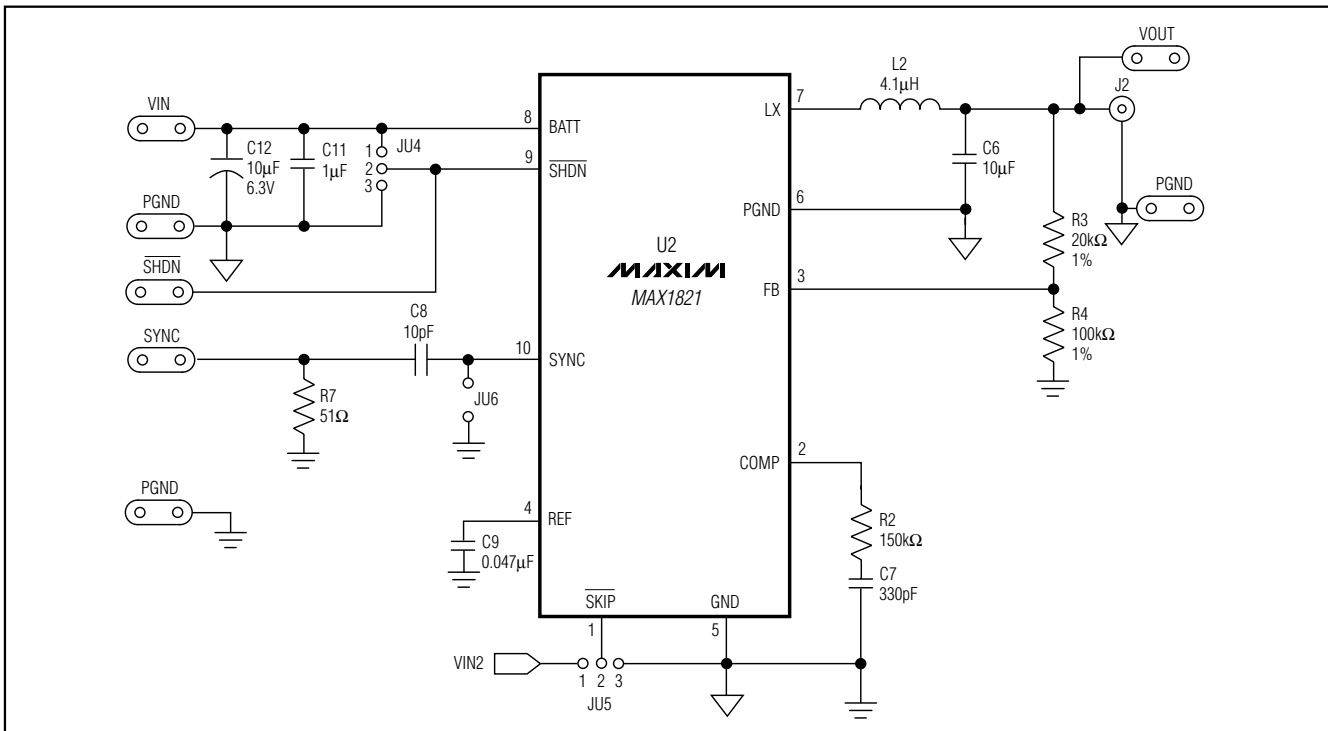 VIN
C12
10µF
6.3V
C11
1µF
1
2
3
JU4
PGND
SHDN
SYNC
R7
51Ω
C8
10pF
JU6
PGND
C9
0.047µF
8
BATT
9
SHDN
10
SYNC
4
REF
SKIP
1
GND
5
U2
MAXIM
MAX1821
LX
7
PGND
6
FB
3
COMP
2
VIN2
1 2 3
JU5
L2
4.1µH
C6
10µF
VOUT
J2
PGND
R3
20kΩ
1%
R4
100kΩ
1%
R2
150kΩ
C7
330pF